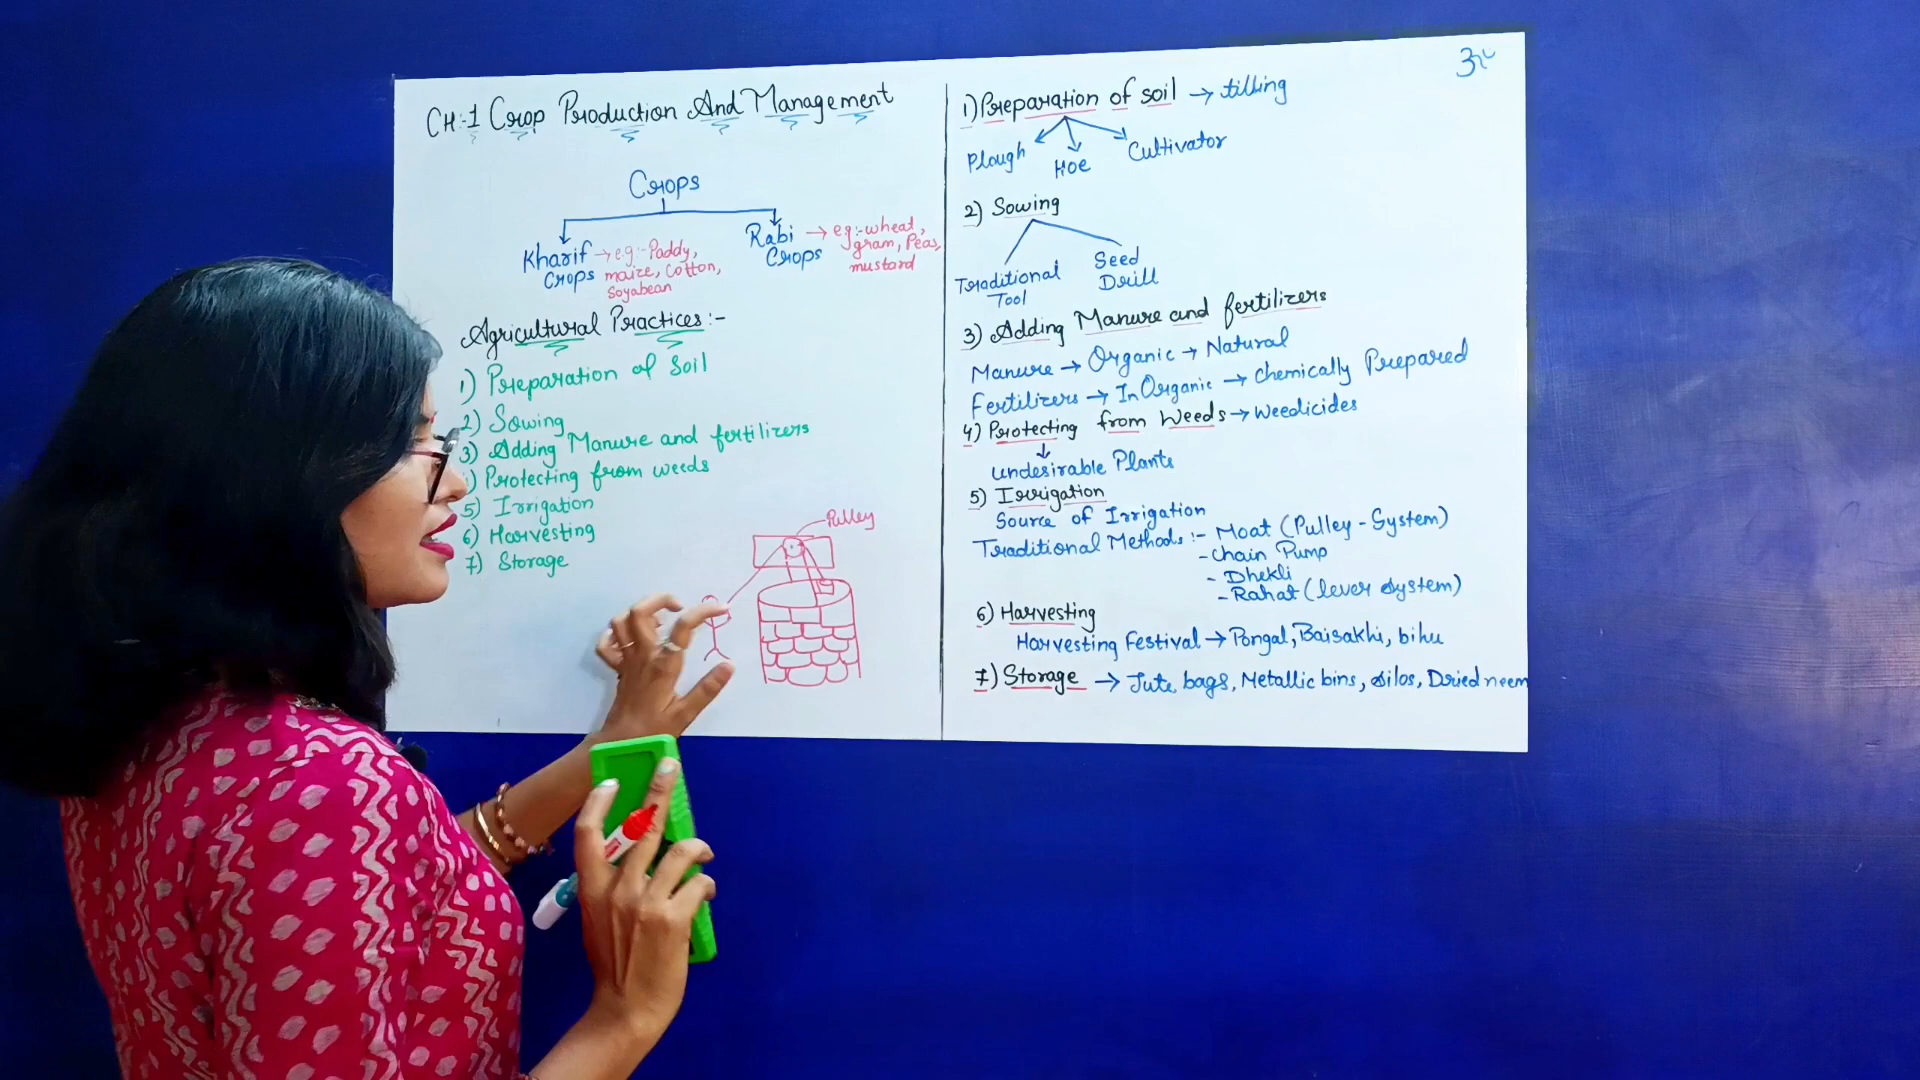 CH:-1 Crop Production And Management
Crops
Kharif Crops → e.g:- Paddy, maize, Cotton, Soyabean
Rabi Crops → eg:- wheat, gram, Peas, mustard
Agricultural Practices:-
1) Preparation of Soil
2) Sowing
3) Adding Manure and fertilizers
) Protecting from weeds
5) Irrigation
6) Harvesting
7) Storage
Pulley
1) Preparation of soil → tilling
Plough Hoe Cultivator
2) Sowing
Traditional Tool
Seed Drill
3) Adding Manure and fertilizers
Manure → Organic → Natural
Fertilizers → InOrganic → Chemically Prepared
4) Protecting from Weeds → Weedicides
↓
undesirable Plants
5) Irrigation
Source of Irrigation
Traditional Methods:- Moat (Pulley-System)
- Chain Pump
- Dhekli
- Rahat (lever System)
6) Harvesting
Harvesting Festival → Pongal, Baisakhi, bihu
7) Storage → Jute bags, Metallic bins, Silos, Dried neem